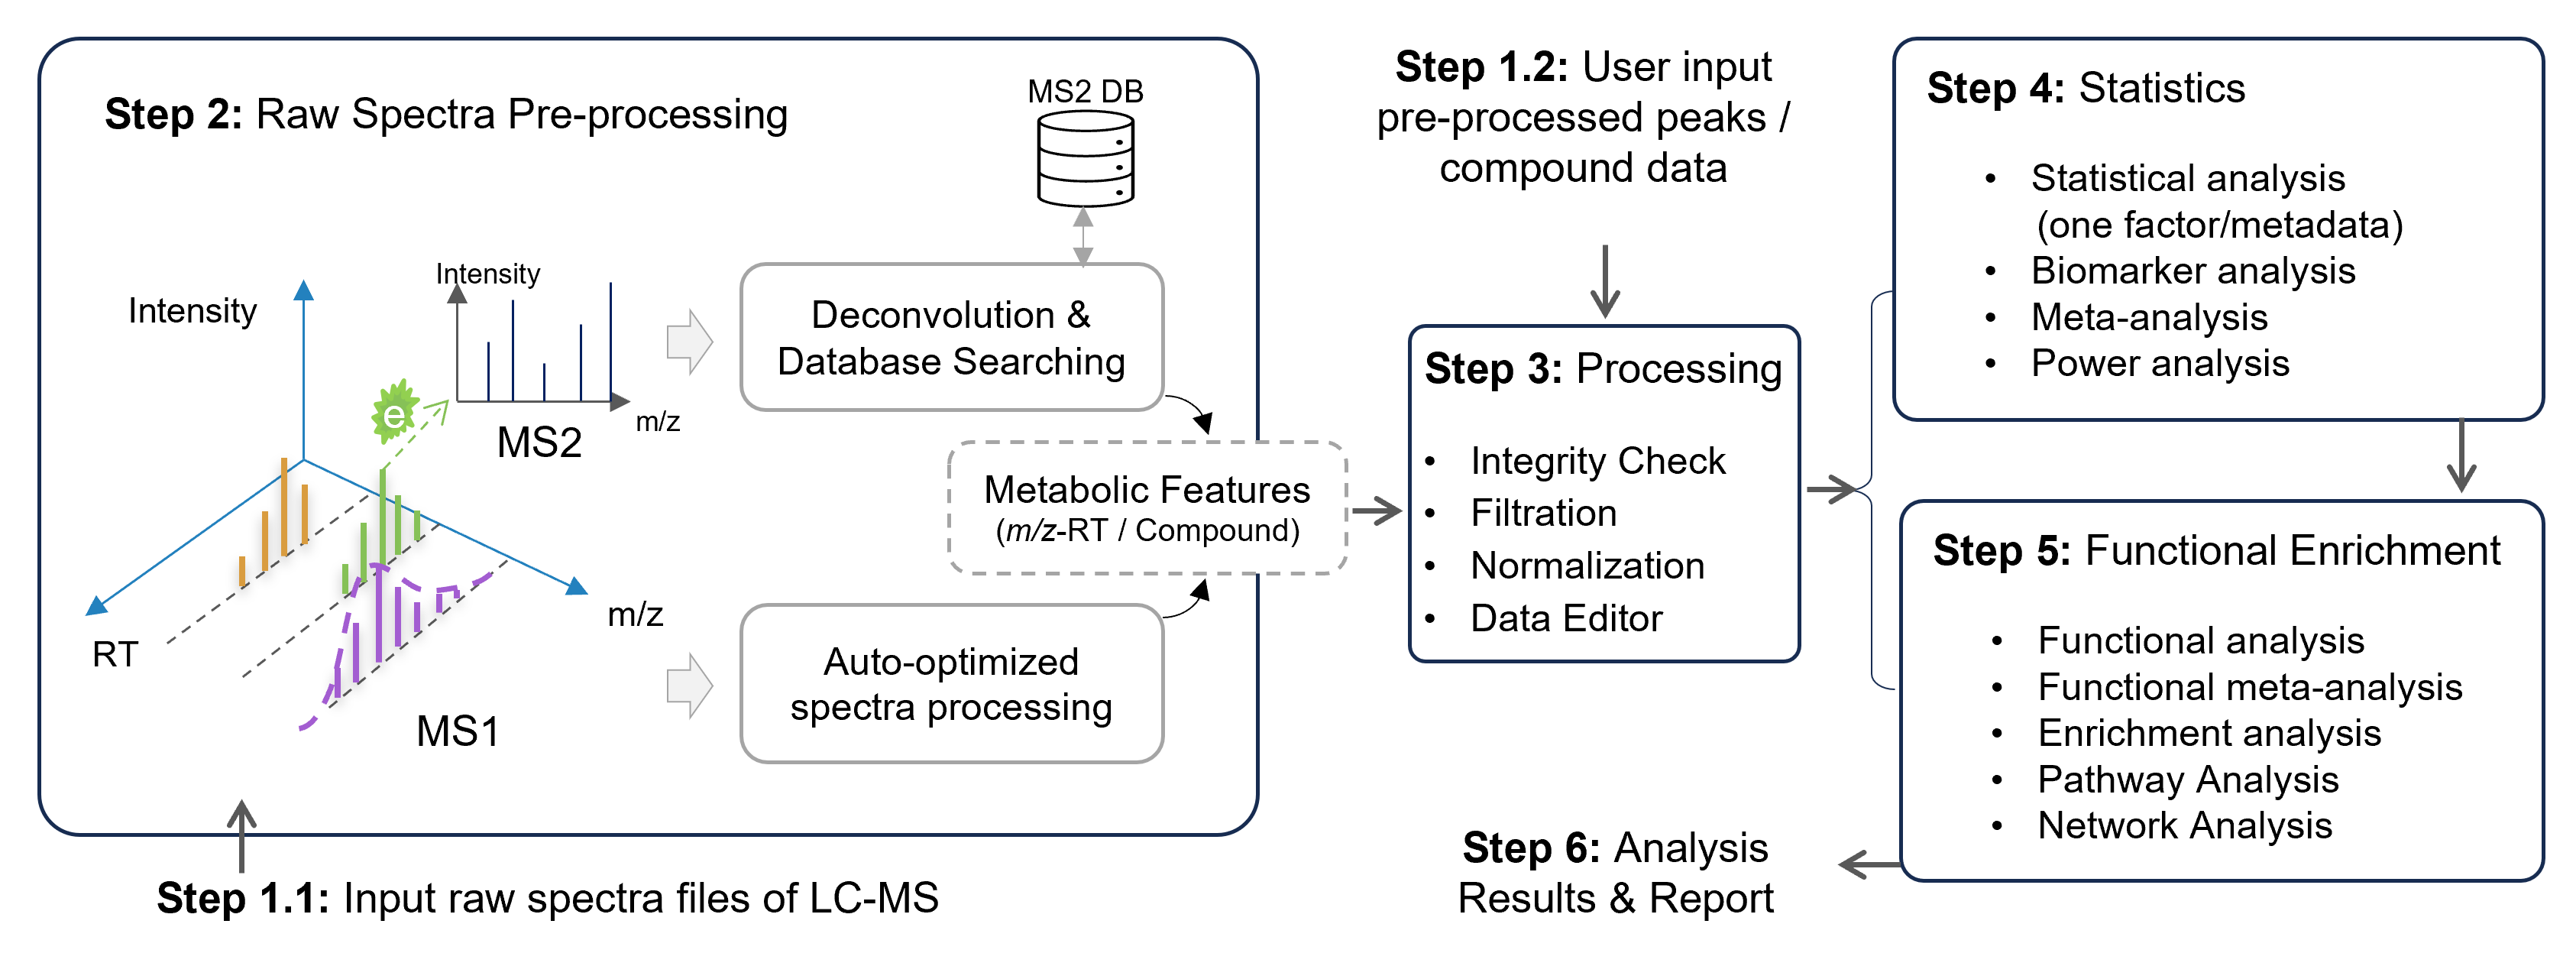 Step 2: Raw Spectra Pre-processing
MS2 DB
Intensity
Intensity
e
m/z
MS2
Deconvolution &
Database Searching
Metabolic Features
(m/z-RT / Compound)
RT
m/z
MS1
Auto-optimized
spectra processing
Step 1.1: Input raw spectra files of LC-MS
Step 1.2: User input
pre-processed peaks /
compound data
Step 3: Processing
• Integrity Check
• Filtration
• Normalization
• Data Editor
Step 4: Statistics
• Statistical analysis
(one factor/metadata)
• Biomarker analysis
• Meta-analysis
• Power analysis
Step 5: Functional Enrichment
• Functional analysis
• Functional meta-analysis
• Enrichment analysis
• Pathway Analysis
• Network Analysis
Step 6: Analysis
Results & Report